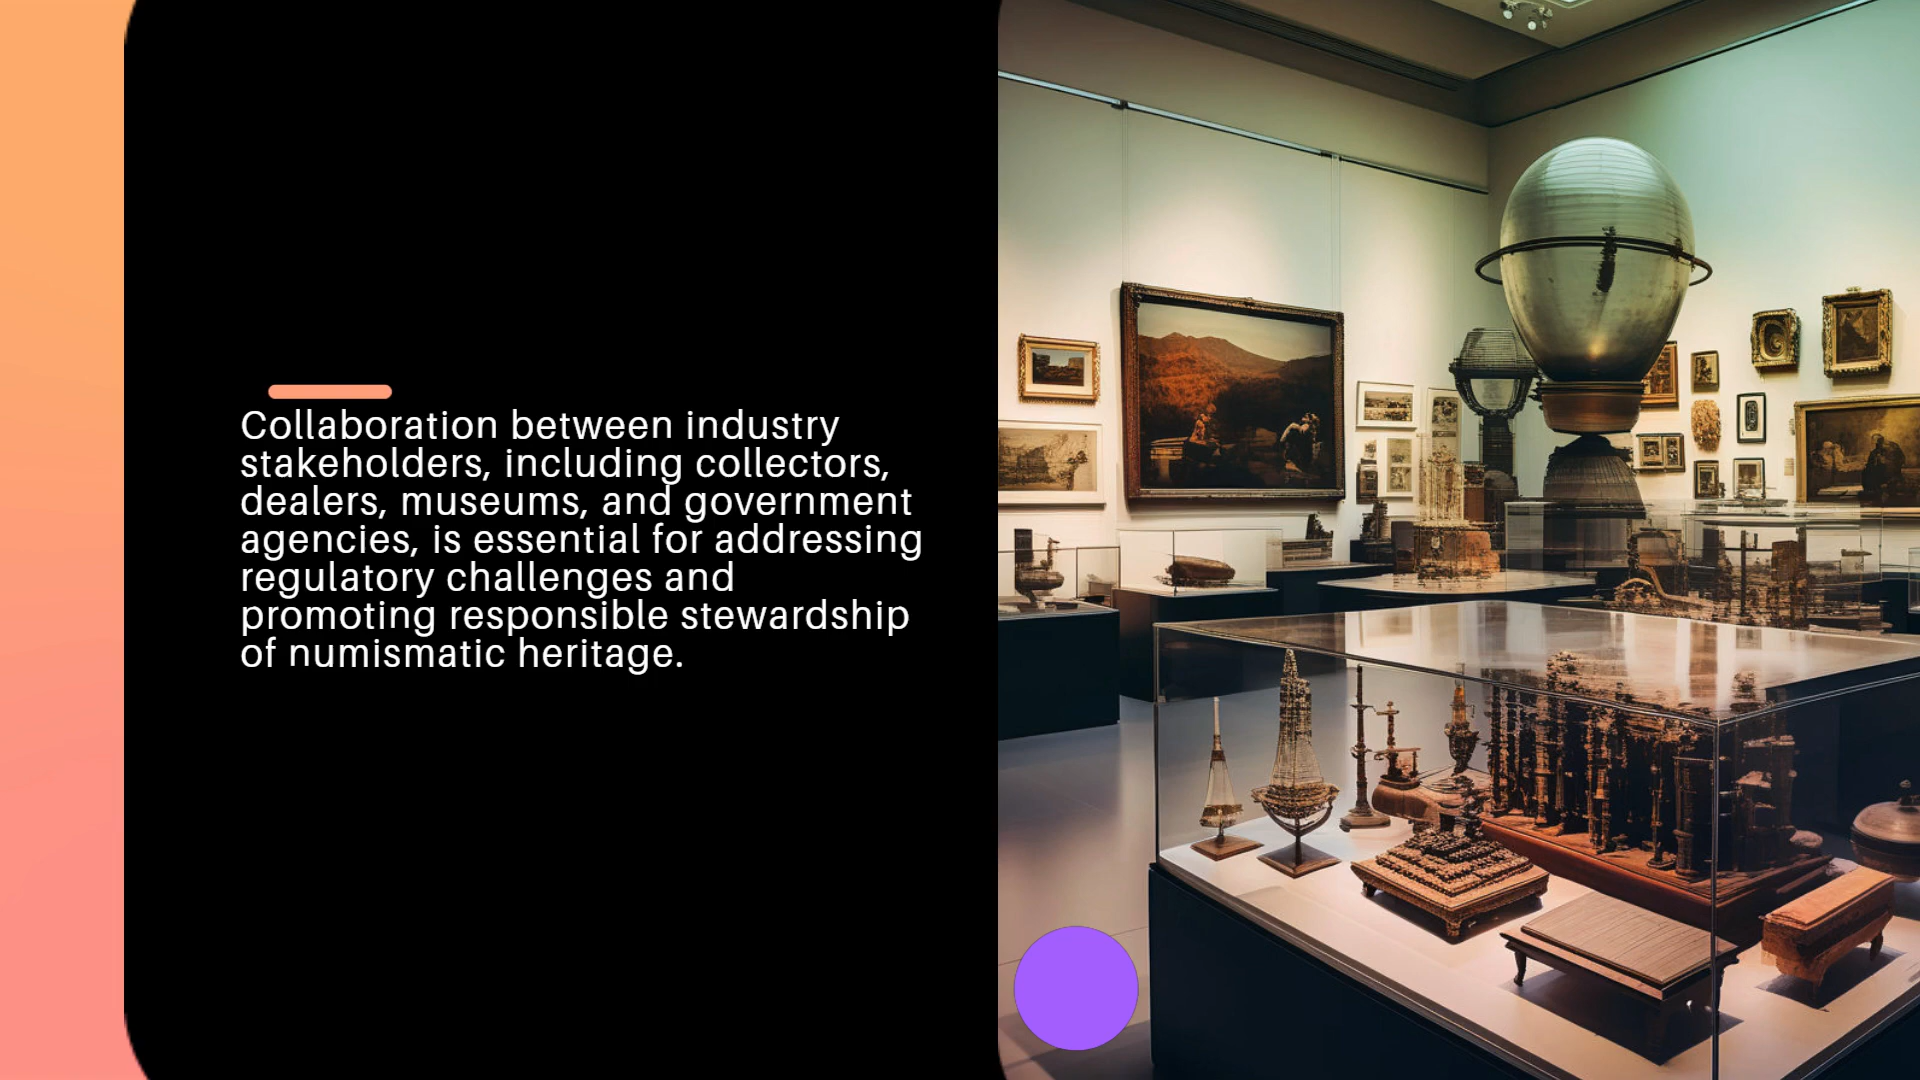 Collaboration between industry
stakeholders, including collectors,
dealers, museums, and government
agencies, is essential for addressing
regulatory challenges and
promoting responsible stewardship
of numismatic heritage.